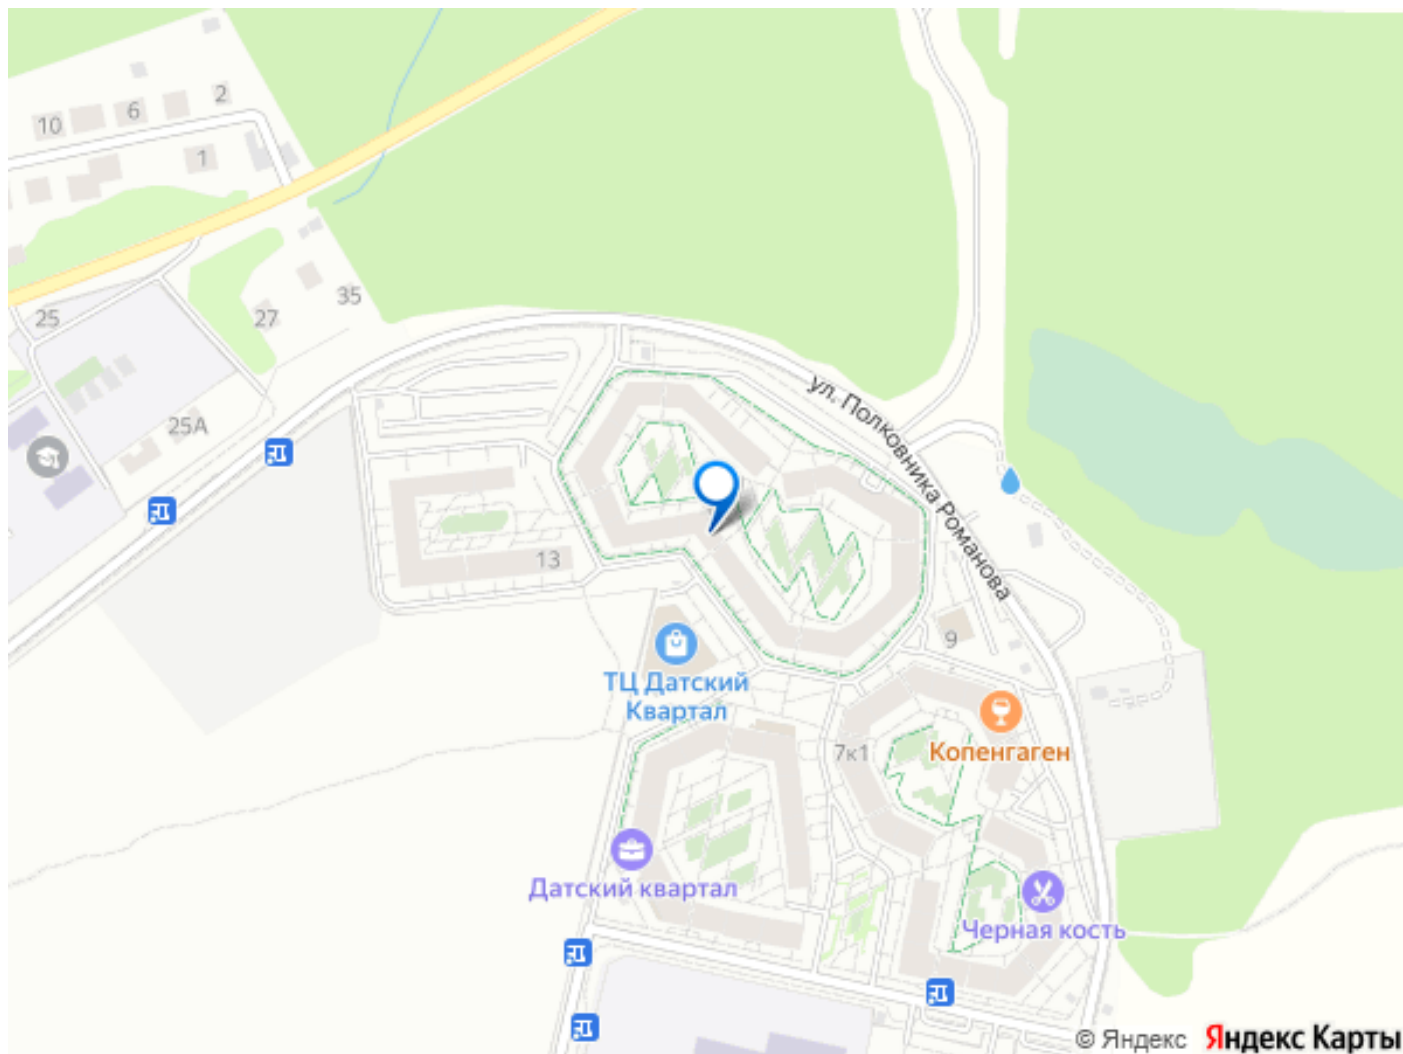 2
6
10
1
35
25
27
ул. Полковника Романова
25А
13
9
ТЦ Датский
Квартал
7к1
Копенгаген
Датский квартал
Черная кость
© Яндекс Яндекс Карты